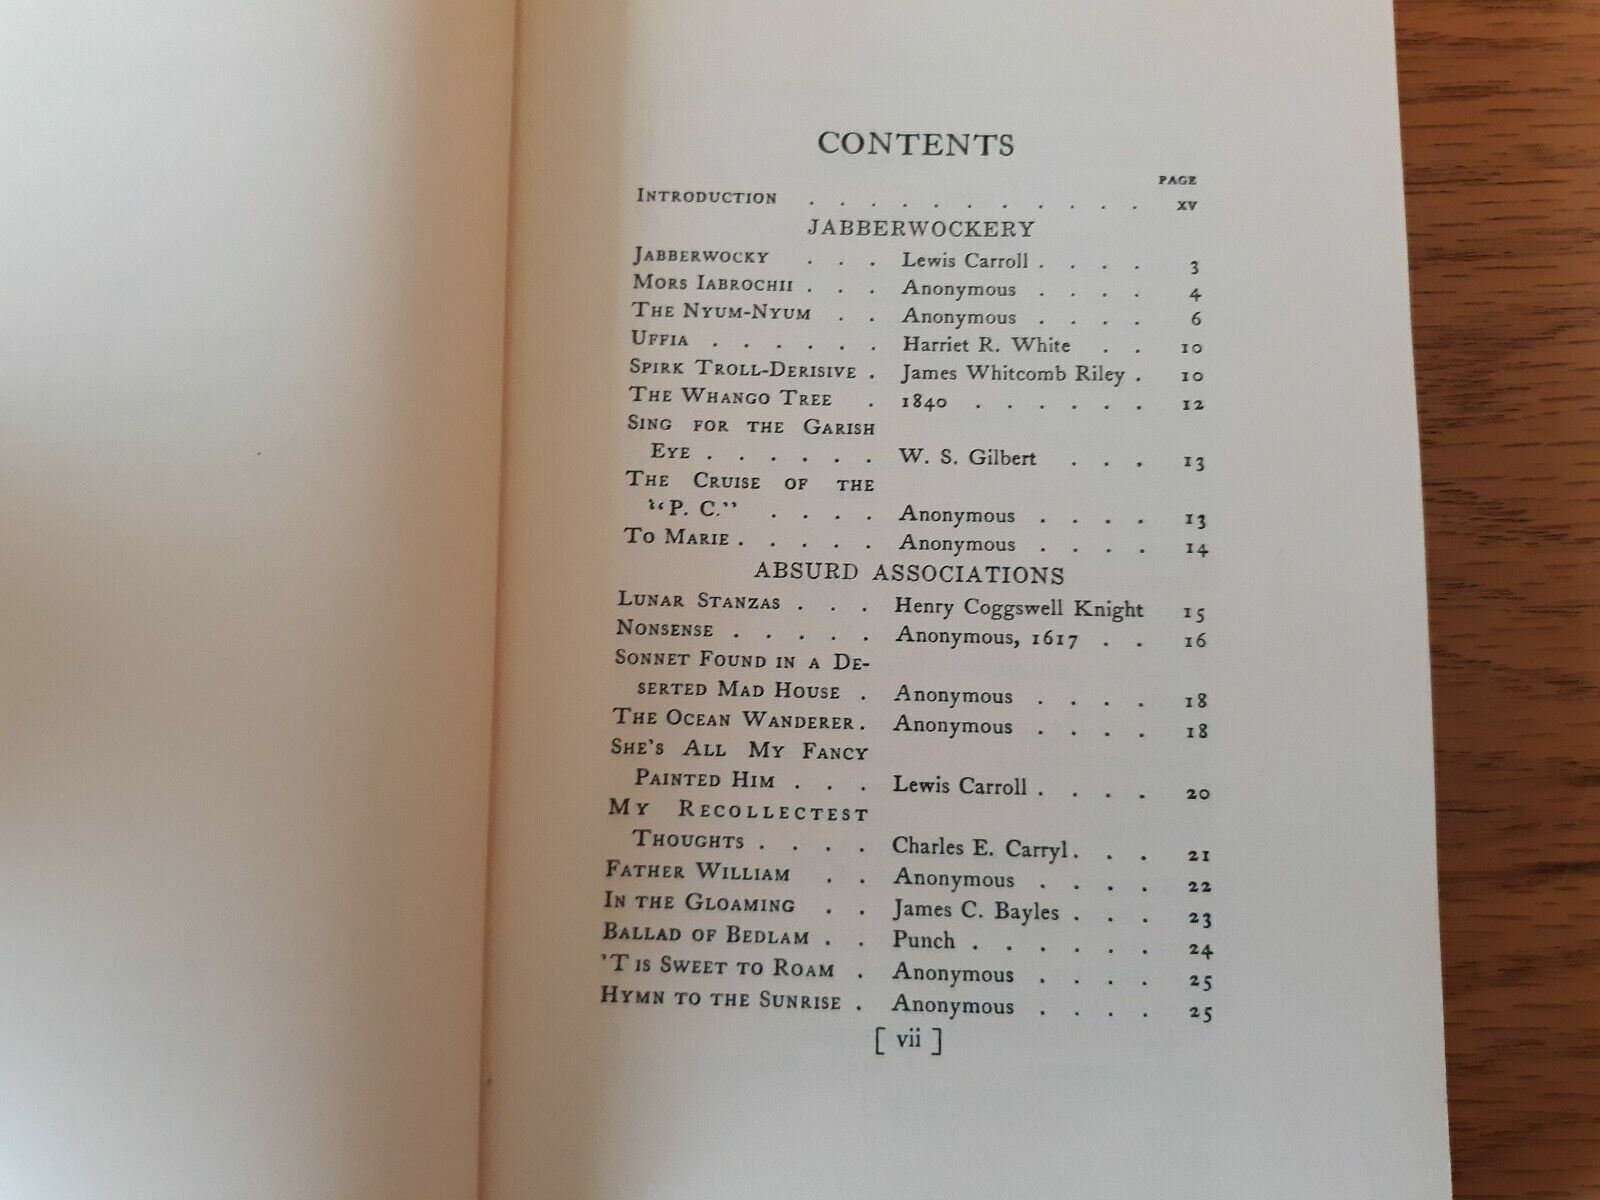 CONTENTS
PAGE
INTRODUCTION . . . . . . . . . . . XV
JABBERWOCKERY
JABBERWOCKY . . . Lewis Carroll . . . . 3
MORS IABROCHII . . . Anonymous . . . . 4
THE NYUM-NYUM . . Anonymous . . . . 6
UFFIA . . . . . . Harriet R. White . . 10
SPIRK TROLL-DERISIVE . James Whitcomb Riley . 10
THE WHANGO TREE . 1840 . . . . . . 12
SING FOR THE GARISH
EYE . . . . . . W. S. Gilbert . . . 13
THE CRUISE OF THE
"P. C." . . . . Anonymous . . . . 13
TO MARIE . . . . . Anonymous . . . . 14
ABSURD ASSOCIATIONS
LUNAR STANZAS . . . Henry Coggswell Knight 15
NONSENSE . . . . . Anonymous, 1617 . . 16
SONNET FOUND IN A DE-
SERTED MAD HOUSE . Anonymous . . . . 18
THE OCEAN WANDERER . Anonymous . . . . 18
SHE'S ALL MY FANCY
PAINTED HIM . . . Lewis Carroll . . . . 20
MY RECOLLECTEST
THOUGHTS . . . . Charles E. Carryl . . . 21
FATHER WILLIAM . . Anonymous . . . . 22
IN THE GLOAMING . . James C. Bayles . . . 23
BALLAD OF BEDLAM . . Punch . . . . . . 24
'T IS SWEET TO ROAM . Anonymous . . . . 25
HYMN TO THE SUNRISE . Anonymous . . . . 25
[ vii ]